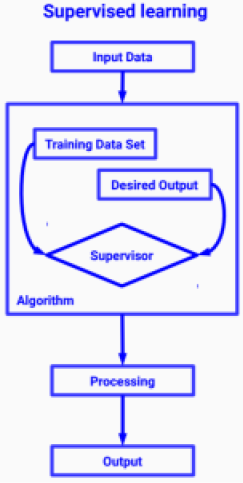 Supervised learning
Input Data
Training Data Set
Desired Output
Supervisor
Algorithm
Processing
Output